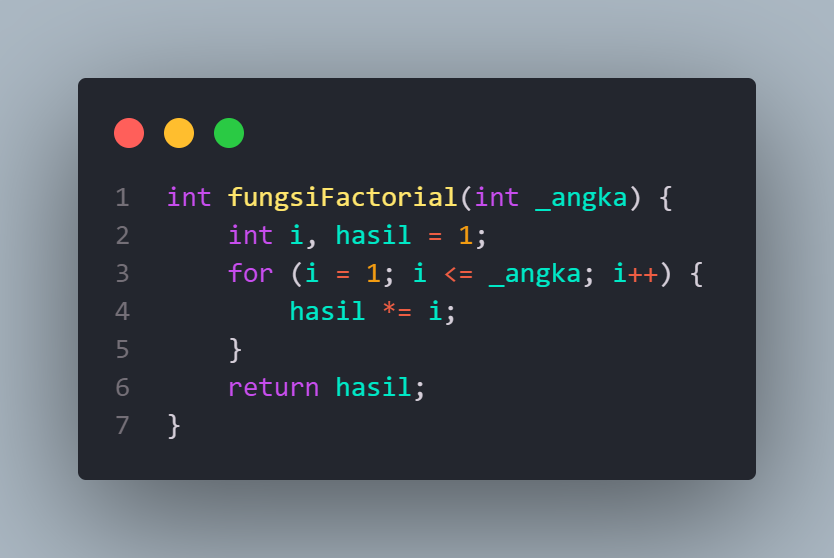 1 int fungsiFactorial(int _angka) {
2     int i, hasil = 1;
3     for (i = 1; i <= _angka; i++) {
4         hasil *= i;
5     }
6     return hasil;
7 }